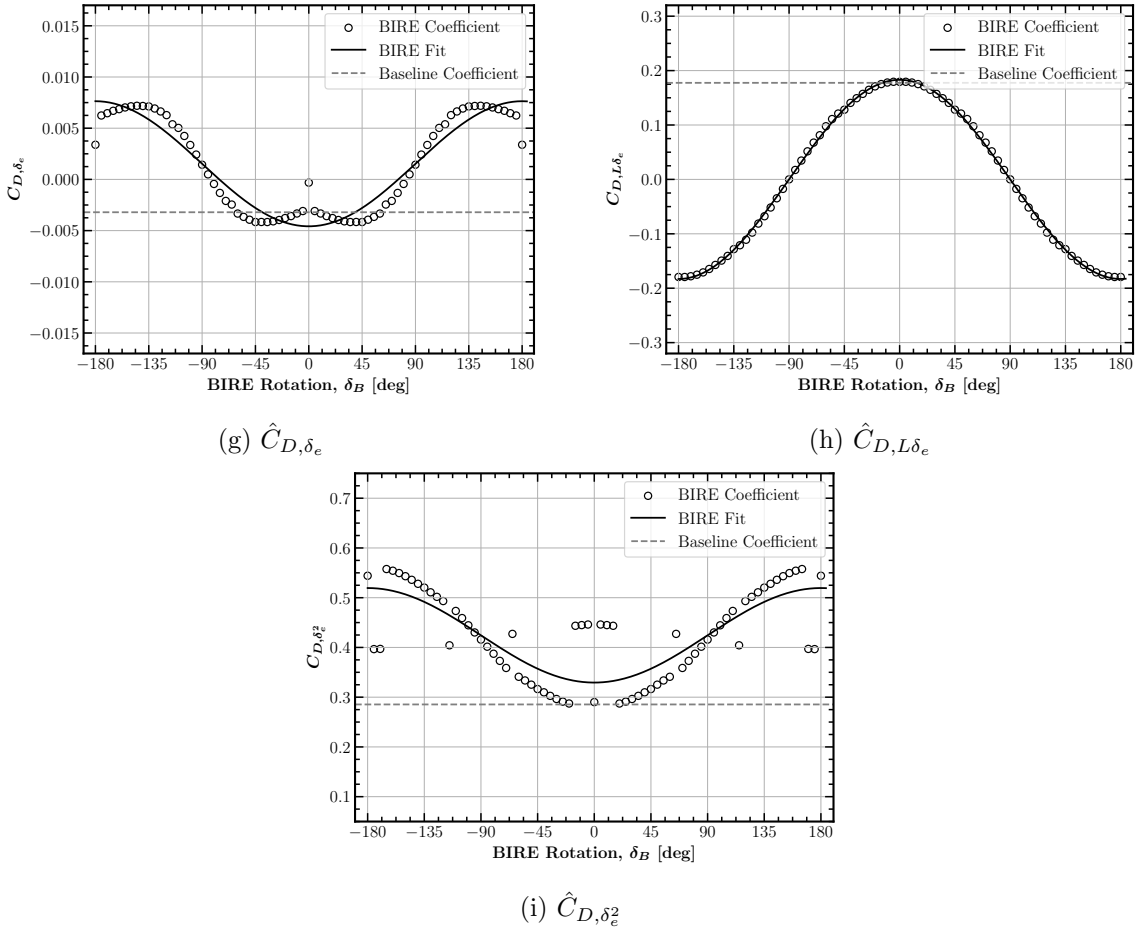 0.015
0.010
0.005
0.000
−0.005
−0.010
−0.015
C_{D,δ_e}
BIRE Coefficient
BIRE Fit
Baseline Coefficient
−180 −135 −90 −45 0 45 90 135 180
BIRE Rotation, δ_B [deg]
(g) Ĉ_{D,δ_e}
0.3
0.2
0.1
0.0
−0.1
−0.2
−0.3
C_{D,Lδ_e}
BIRE Coefficient
BIRE Fit
Baseline Coefficient
−180 −135 −90 −45 0 45 90 135 180
BIRE Rotation, δ_B [deg]
(h) Ĉ_{D,Lδ_e}
0.7
0.6
0.5
0.4
0.3
0.2
0.1
C_{D,δ_e^2}
BIRE Coefficient
BIRE Fit
Baseline Coefficient
−180 −135 −90 −45 0 45 90 135 180
BIRE Rotation, δ_B [deg]
(i) Ĉ_{D,δ_e^2}